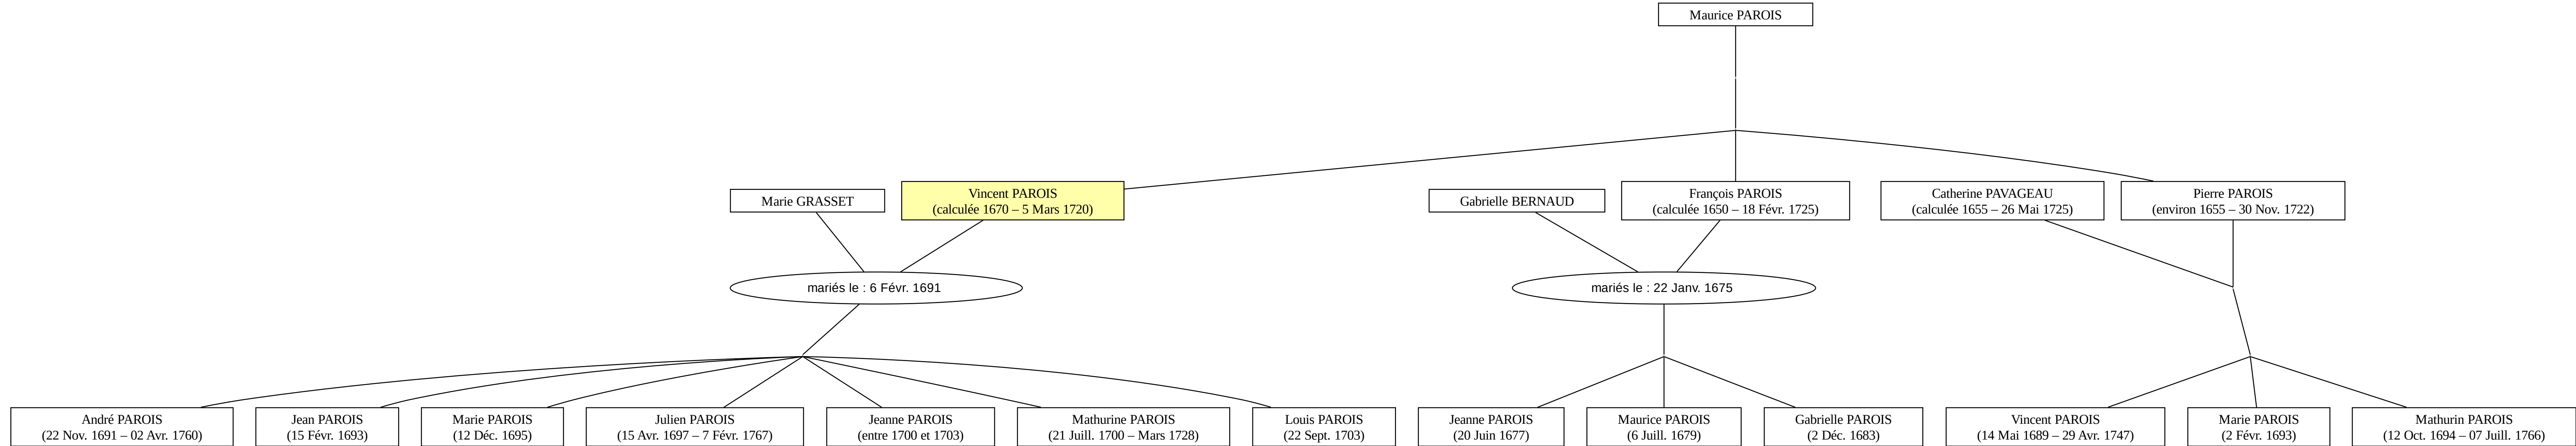 Maurice PAROIS
Marie GRASSET
Vincent PAROIS
(calculée 1670 – 5 Mars 1720)
Gabrielle BERNAUD
François PAROIS
(calculée 1650 – 18 Févr. 1725)
Catherine PAVAGEAU
(calculée 1655 – 26 Mai 1725)
Pierre PAROIS
(environ 1655 – 30 Nov. 1722)
mariés le : 6 Févr. 1691
mariés le : 22 Janv. 1675
André PAROIS
(22 Nov. 1691 – 02 Avr. 1760)
Jean PAROIS
(15 Févr. 1693)
Marie PAROIS
(12 Déc. 1695)
Julien PAROIS
(15 Avr. 1697 – 7 Févr. 1767)
Jeanne PAROIS
(entre 1700 et 1703)
Mathurine PAROIS
(21 Juill. 1700 – Mars 1728)
Louis PAROIS
(22 Sept. 1703)
Jeanne PAROIS
(20 Juin 1677)
Maurice PAROIS
(6 Juill. 1679)
Gabrielle PAROIS
(2 Déc. 1683)
Vincent PAROIS
(14 Mai 1689 – 29 Avr. 1747)
Marie PAROIS
(2 Févr. 1693)
Mathurin PAROIS
(12 Oct. 1694 – 07 Juill. 1766)